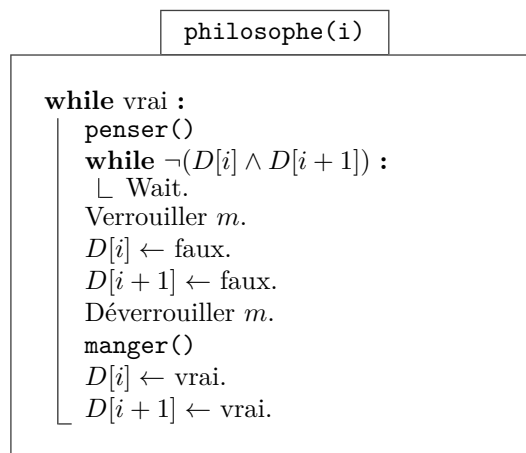 philosophe(i)
while vrai :
penser()
while ¬(D[i] ∧ D[i + 1]) :
Wait.
Verrouiller m.
D[i] ← faux.
D[i + 1] ← faux.
Déverrouiller m.
manger()
D[i] ← vrai.
D[i + 1] ← vrai.